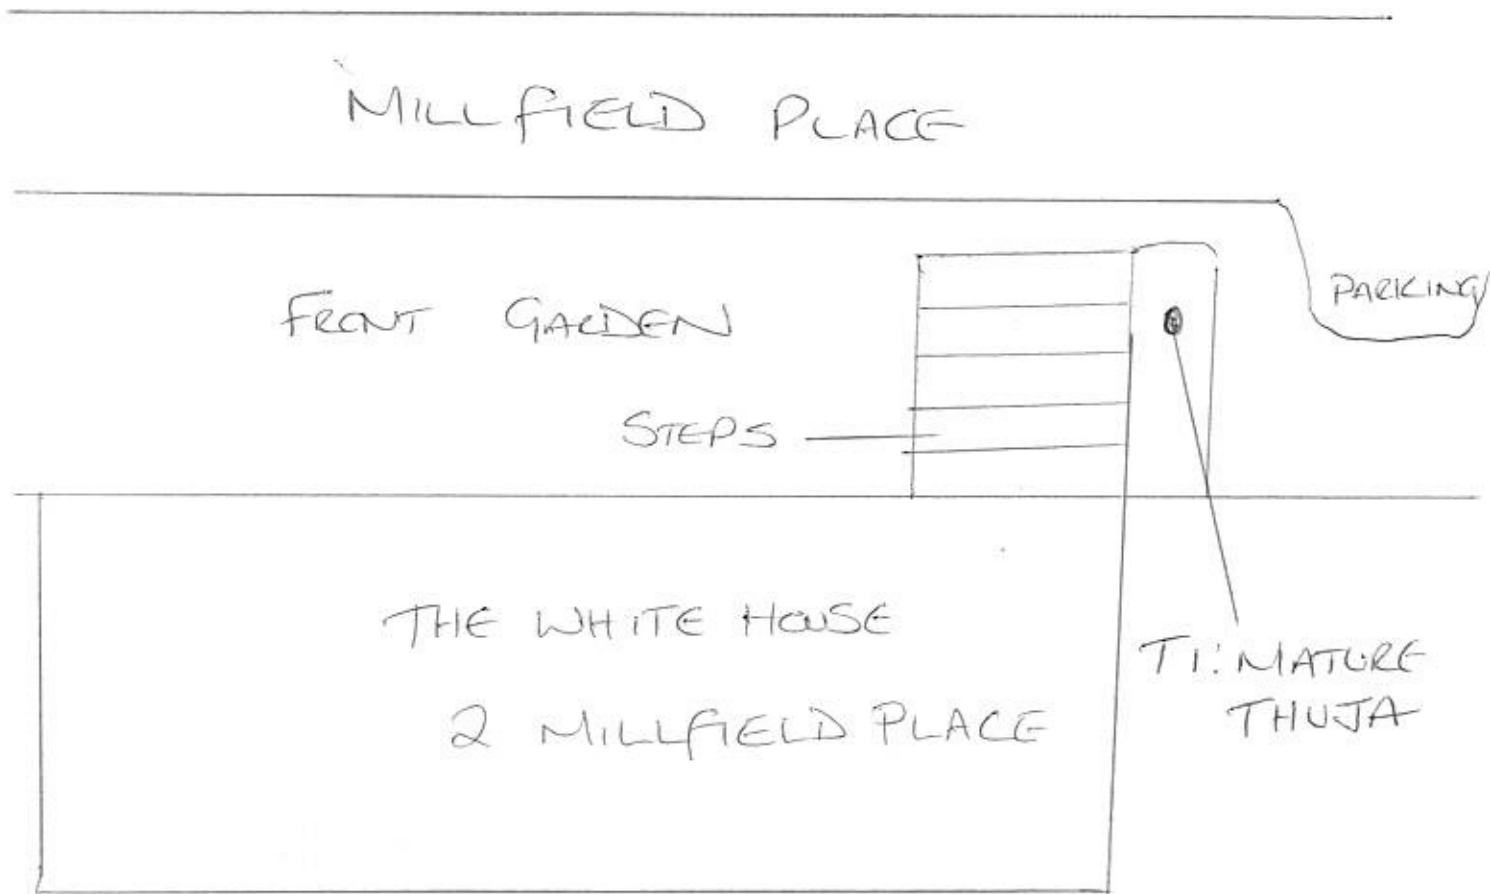 MILLFIELD PLACE
FRONT GARDEN
PARKING
STEPS
THE WHITE HOUSE
2 MILLFIELD PLACE
T1: MATURE
THUJA